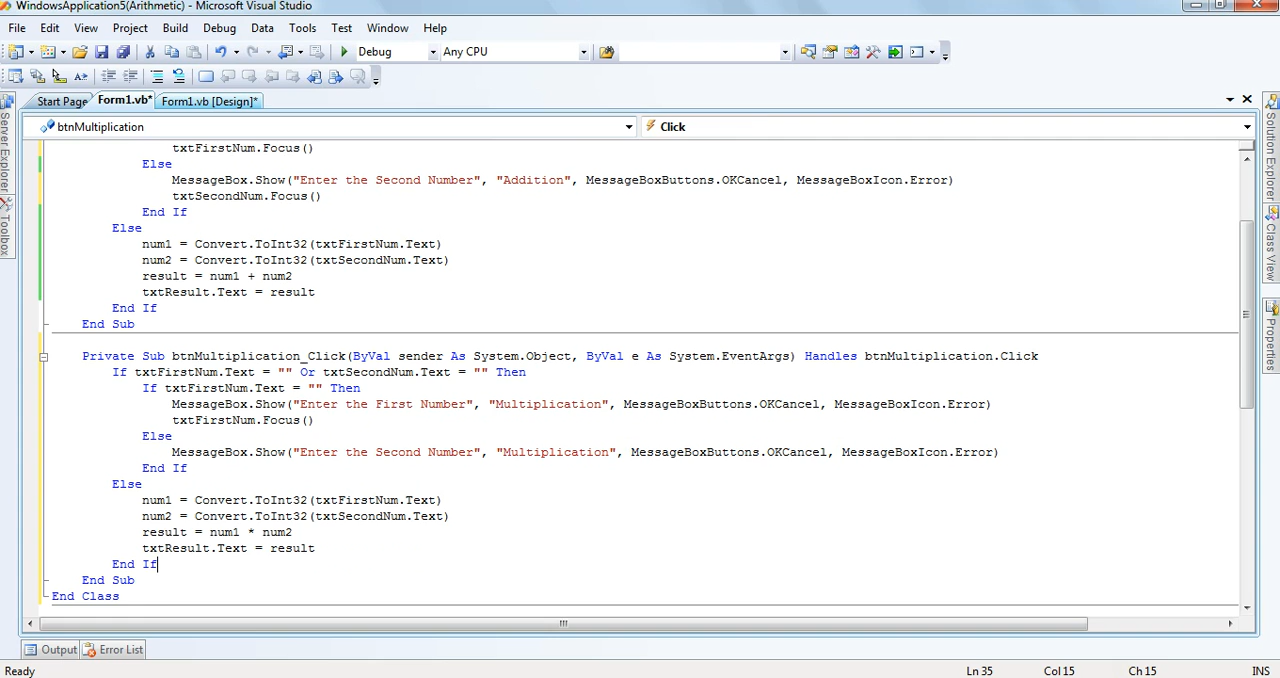 WindowsApplication5(Arithmetic) - Microsoft Visual Studio
File Edit View Project Build Debug Data Tools Test Window Help
Debug Any CPU
Start Page Form1.vb* Form1.vb [Design]*
btnMultiplication Click
Server Explorer
Toolbox
Solution Explorer
Class View
Properties
txtFirstNum.Focus()
Else
MessageBox.Show("Enter the Second Number", "Addition", MessageBoxButtons.OKCancel, MessageBoxIcon.Error)
txtSecondNum.Focus()
End If
Else
num1 = Convert.ToInt32(txtFirstNum.Text)
num2 = Convert.ToInt32(txtSecondNum.Text)
result = num1 + num2
txtResult.Text = result
End If
End Sub
Private Sub btnMultiplication_Click(ByVal sender As System.Object, ByVal e As System.EventArgs) Handles btnMultiplication.Click
If txtFirstNum.Text = "" Or txtSecondNum.Text = "" Then
If txtFirstNum.Text = "" Then
MessageBox.Show("Enter the First Number", "Multiplication", MessageBoxButtons.OKCancel, MessageBoxIcon.Error)
txtFirstNum.Focus()
Else
MessageBox.Show("Enter the Second Number", "Multiplication", MessageBoxButtons.OKCancel, MessageBoxIcon.Error)
End If
Else
num1 = Convert.ToInt32(txtFirstNum.Text)
num2 = Convert.ToInt32(txtSecondNum.Text)
result = num1 * num2
txtResult.Text = result
End If
End Sub
End Class
Output Error List
Ready Ln 35 Col 15 Ch 15 INS